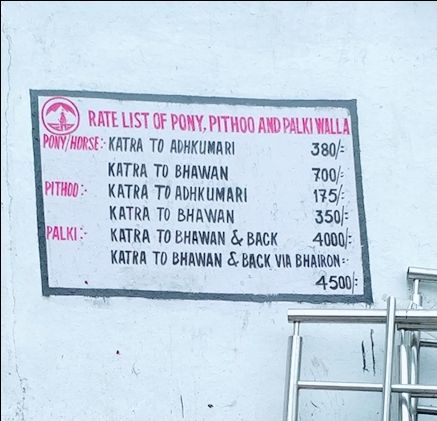 RATE LIST OF PONY, PITHOO AND PALKI WALLA
PONY/HORSE:- KATRA TO ADHKUMARI 380/-
KATRA TO BHAWAN 700/-
PITHOO:- KATRA TO ADHKUMARI 175/-
KATRA TO BHAWAN 350/-
PALKI:- KATRA TO BHAWAN & BACK 4000/-
KATRA TO BHAWAN & BACK VIA BHAIRON:-
4500/-